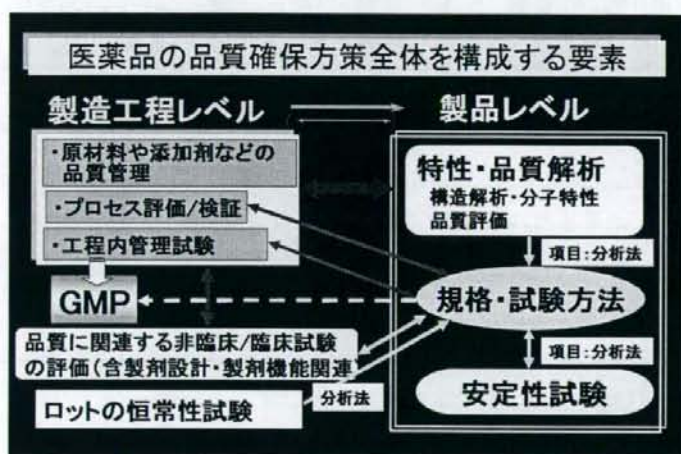 医薬品の品質確保方策全体を構成する要素
製造工程レベル
製品レベル
・原材料や添加剤などの
品質管理
・プロセス評価/検証
・工程内管理試験
GMP
品質に関連する非臨床/臨床試験
の評価(含製剤設計・製剤機能関連
ロットの恒常性試験
分析法
特性・品質解析
構造解析・分子特性
品質評価
項目:分析法
規格・試験方法
項目:分析法
安定性試験